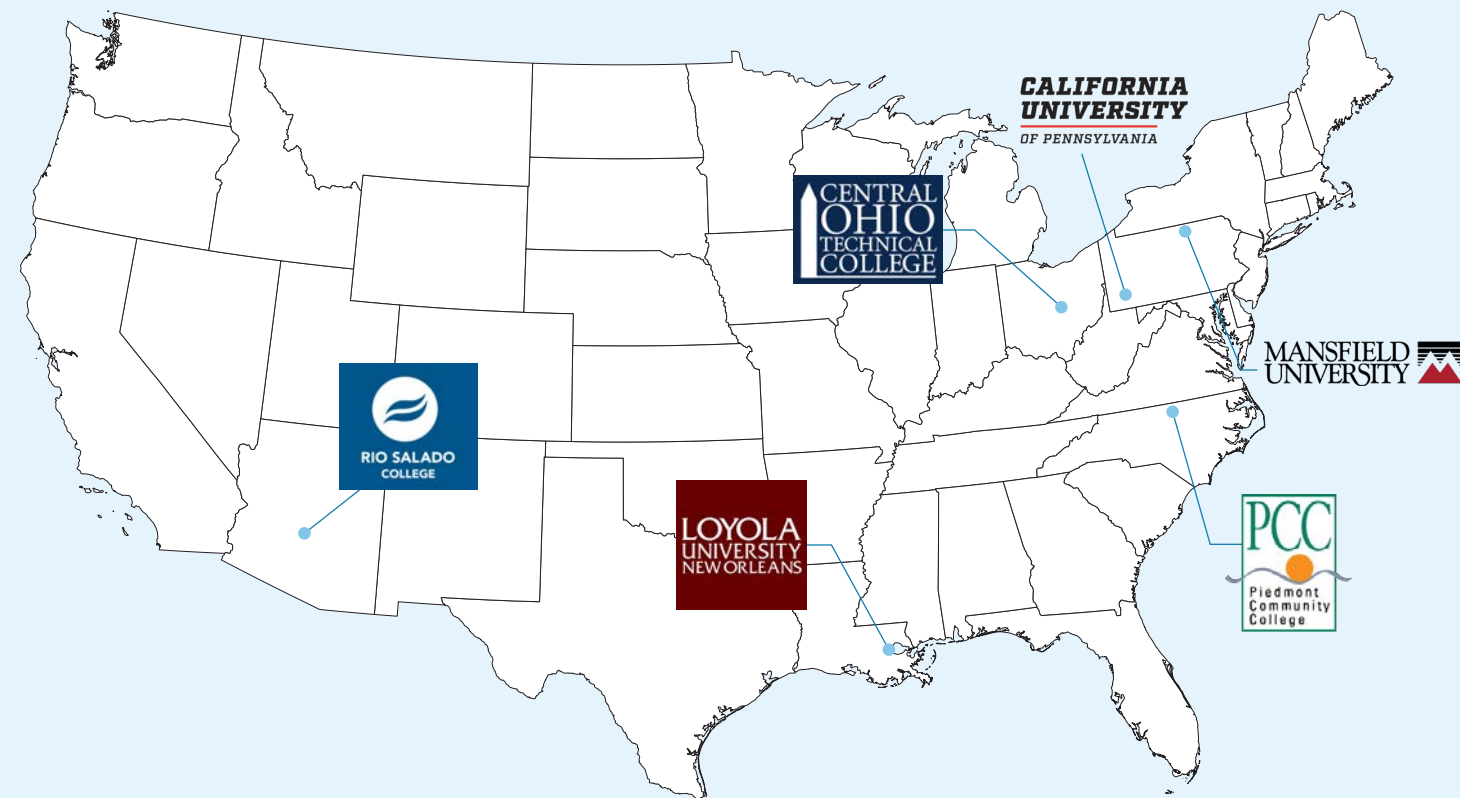 CALIFORNIA
UNIVERSITY
OF PENNSYLVANIA
CENTRAL
OHIO
TECHNICAL
COLLEGE
MANSFIELD
UNIVERSITY
RIO SALADO
COLLEGE
LOYOLA
UNIVERSITY
NEW ORLEANS
PCC
Piedmont
Community
College